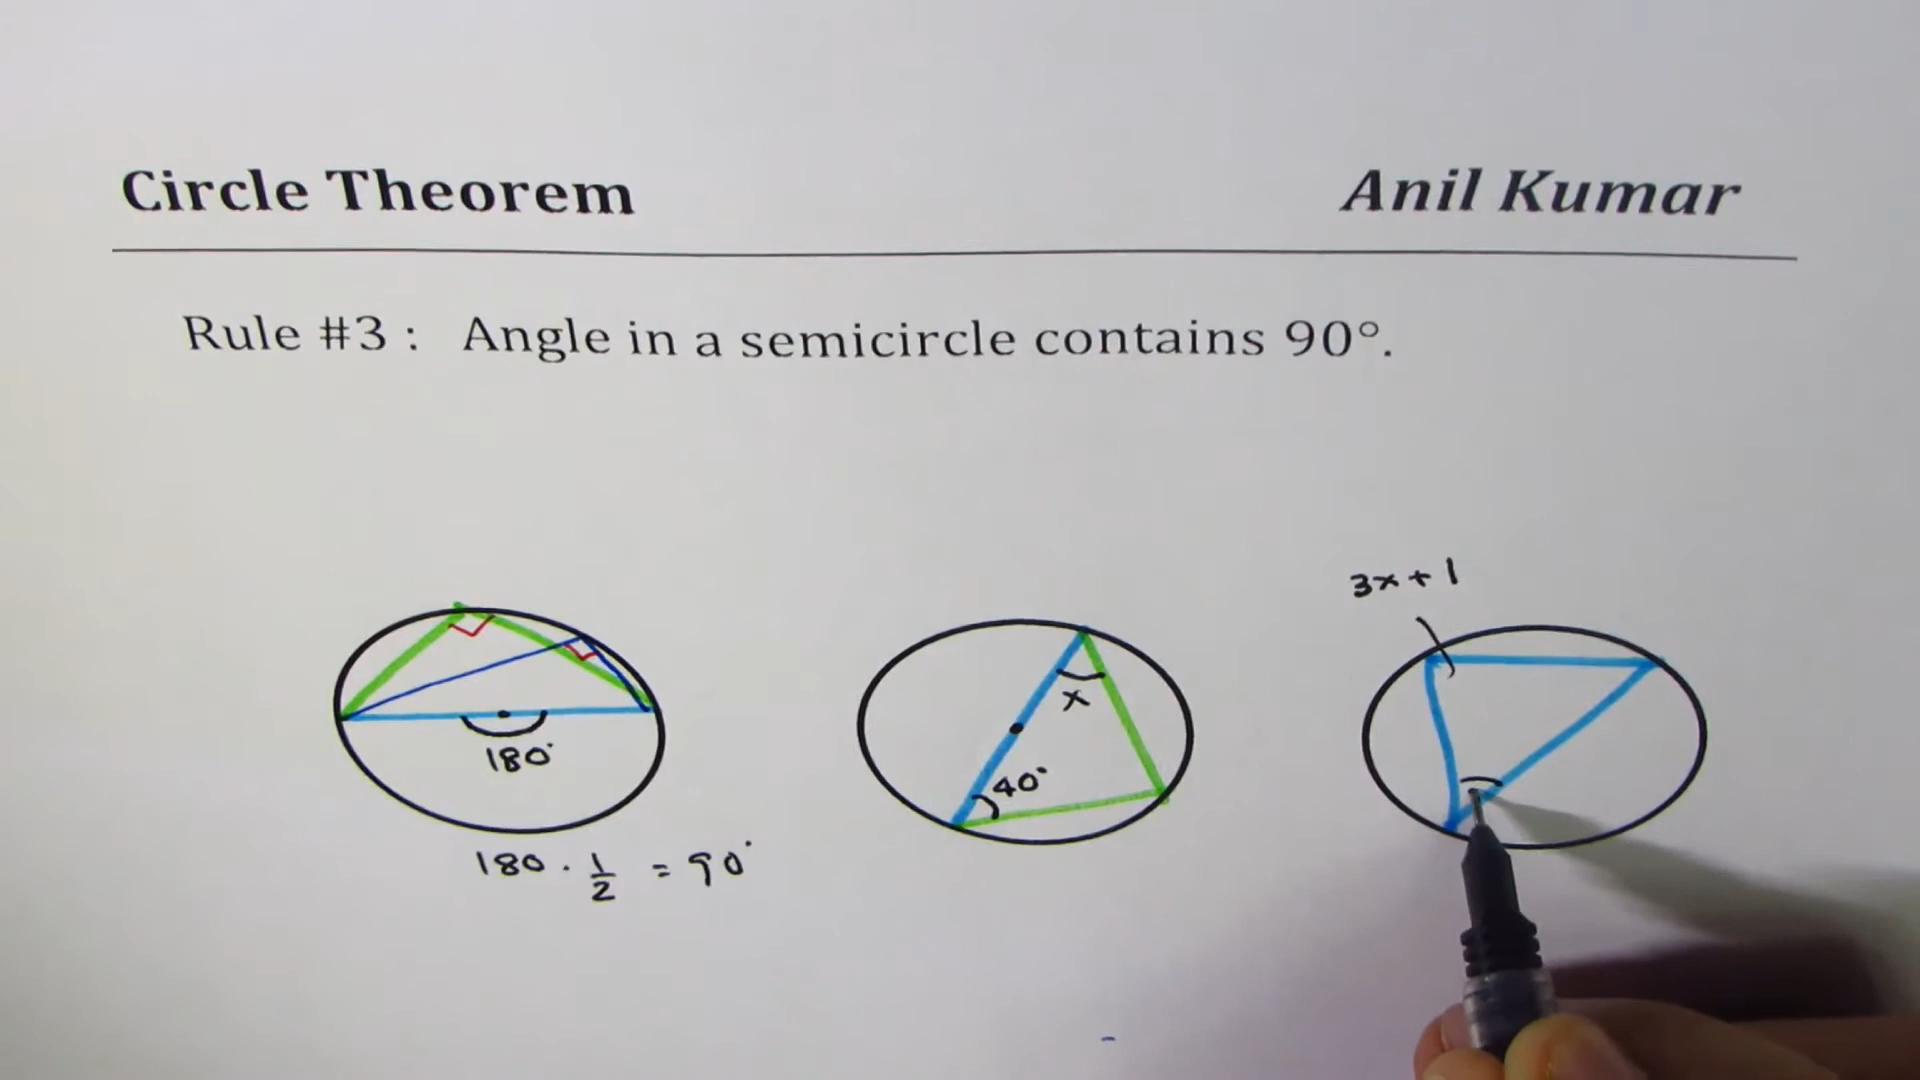 Circle Theorem
Anil Kumar
Rule #3 : Angle in a semicircle contains 90°.
180°
180 · 1/2 = 90°
x
40°
3x + 1